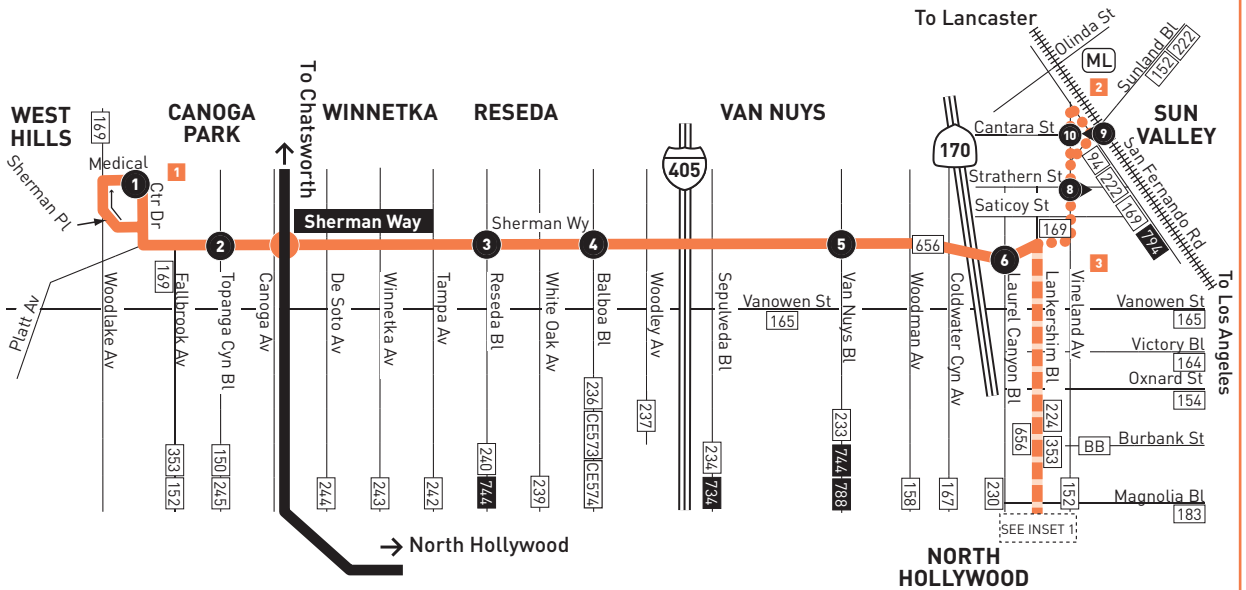 To Lancaster
Olinda St
Sunland Bl
152 222
ML
2
SUN
VALLEY
WEST
HILLS
169
CANOGA
PARK
To Chatsworth
WINNETKA
RESEDA
VAN NUYS
405
170
Cantara St
10
9
San Fernando Rd
94 222 169 794
Strathern St
8
Saticoy St
169
Medical
Ctr Dr
1
1
Sherman Pl
Sherman Way
Sherman Wy
2
3
4
5
656
6
3
Platt Av
Woodlake Av
169
Fallbrook Av
Topanga Cyn Bl
Canoga Av
De Soto Av
Winnetka Av
Tampa Av
Reseda Bl
White Oak Av
Balboa Bl
Woodley Av
Sepulveda Bl
Vanowen St
165
Van Nuys Bl
Woodman Av
Coldwater Cyn Av
Laurel Canyon Bl
Lankershim Bl
Vineland Av
Vanowen St
165
To Los Angeles
Victory Bl
164
Oxnard St
154
Burbank St
BB
Magnolia Bl
183
353
152
150
245
244
243
242
240
744
239
236 CE573 CE574
237
234
734
233
744 788
158
167
230
656
224
353
152
SEE INSET 1
North Hollywood
NORTH
HOLLYWOOD